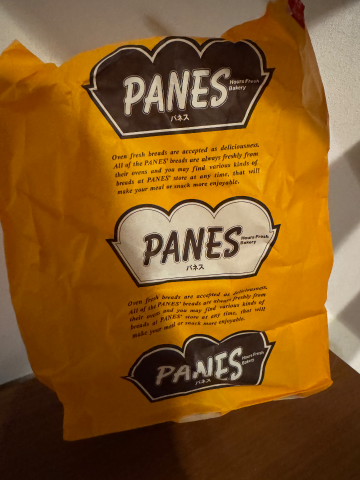 PANES
Hours Fresh
Bakery
パネス
Oven fresh breads are accepted as deliciousness.
All of the PANES' breads are always freshly from
their ovens and you may find various kinds of
breads at PANES' store at any time, that will
make your meal or snack more enjoyable.
PANES
Hours Fresh
Bakery
パネス
Oven fresh breads are accepted as deliciousness.
All of the PANES' breads are always freshly from
their ovens and you may find various kinds of
breads at PANES' store at any time, that will
make your meal or snack more enjoyable.
PANES
Hours Fresh
Bakery
パネス